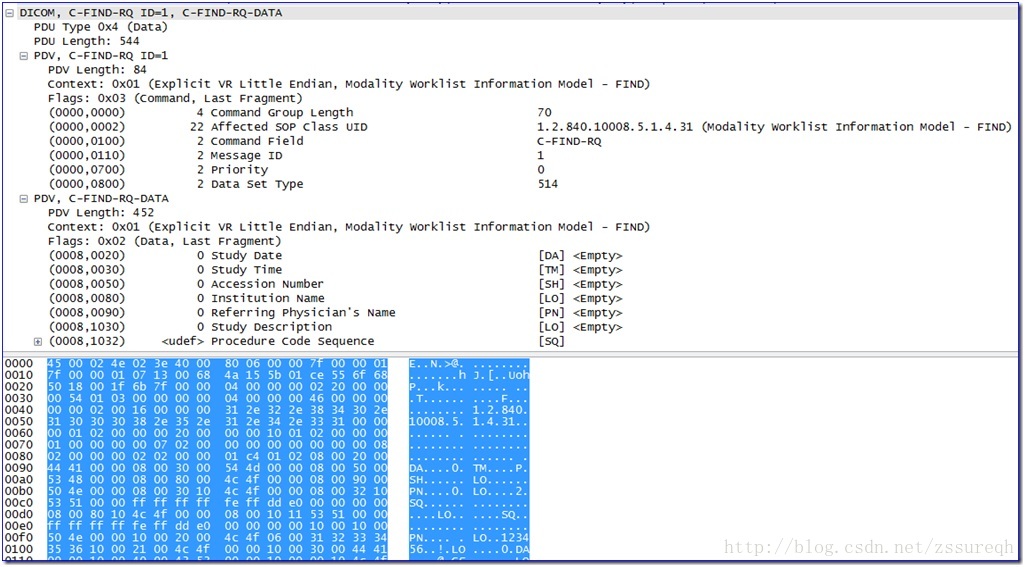 DICOM, C-FIND-RQ ID=1, C-FIND-RQ-DATA
PDU Type 0x4 (Data)
PDU Length: 544
PDV, C-FIND-RQ ID=1
PDV Length: 84
Context: 0x01 (Explicit VR Little Endian, Modality Worklist Information Model - FIND)
Flags: 0x03 (Command, Last Fragment)
(0000,0000) 4 Command Group Length 70
(0000,0002) 22 Affected SOP Class UID 1.2.840.10008.5.1.4.31 (Modality Worklist Information Model - FIND)
(0000,0100) 2 Command Field C-FIND-RQ
(0000,0110) 2 Message ID 1
(0000,0700) 2 Priority 0
(0000,0800) 2 Data Set Type 514
PDV, C-FIND-RQ-DATA
PDV Length: 452
Context: 0x01 (Explicit VR Little Endian, Modality Worklist Information Model - FIND)
Flags: 0x02 (Data, Last Fragment)
(0008,0020) 0 Study Date [DA] <Empty>
(0008,0030) 0 Study Time [TM] <Empty>
(0008,0050) 0 Accession Number [SH] <Empty>
(0008,0080) 0 Institution Name [LO] <Empty>
(0008,0090) 0 Referring Physician's Name [PN] <Empty>
(0008,1030) 0 Study Description [LO] <Empty>
(0008,1032) <udef> Procedure Code Sequence [SQ]
0000 45 00 02 4e 02 3e 40 00 80 06 00 00 7f 00 00 01 E..N.>@. ........
0010 7f 00 00 01 07 13 00 68 4a 15 5b 01 ce 55 6f 68 .......h J.[..Uoh
0020 50 18 00 1f 6b 7f 00 00 04 00 00 00 02 20 00 00 P...k... ..... ..
0030 00 54 01 03 00 00 00 00 04 00 00 00 46 00 00 00 .T...... ....F...
0040 00 00 02 00 16 00 00 00 31 2e 32 2e 38 34 30 2e ........ 1.2.840.
0050 31 30 30 30 38 2e 35 2e 31 2e 34 2e 33 31 00 00 10008.5. 1.4.31..
0060 00 01 02 00 00 00 20 00 00 00 10 01 02 00 00 00 ...... . ........
0070 01 00 00 00 00 07 02 00 00 00 00 00 00 00 00 08 ........ ........
0080 02 00 00 00 02 02 00 00 01 c4 01 02 08 00 20 00 ........ ...... .
0090 44 41 00 00 08 00 30 00 54 4d 00 00 08 00 50 00 DA....0. TM....P.
00a0 53 48 00 00 08 00 80 00 4c 4f 00 00 08 00 90 00 SH...... LO......
00b0 50 4e 00 00 08 00 30 10 4c 4f 00 00 08 00 32 10 PN....0. LO....2.
00c0 53 51 00 00 ff ff ff ff fe ff dd e0 00 00 00 00 SQ...... ........
00d0 08 00 80 10 4c 4f 00 00 08 00 10 11 53 51 00 00 ....LO.. ....SQ..
00e0 ff ff ff ff fe ff dd e0 00 00 00 00 10 00 10 00 ........ ........
00f0 50 4e 00 00 10 00 20 00 4c 4f 06 00 31 32 33 34 PN.... . LO..1234
0100 35 36 10 00 21 00 4c 4f 00 00 10 00 30 00 44 41 56..!.LO ....0.DA
http://blog.csdn.net/zssureqh